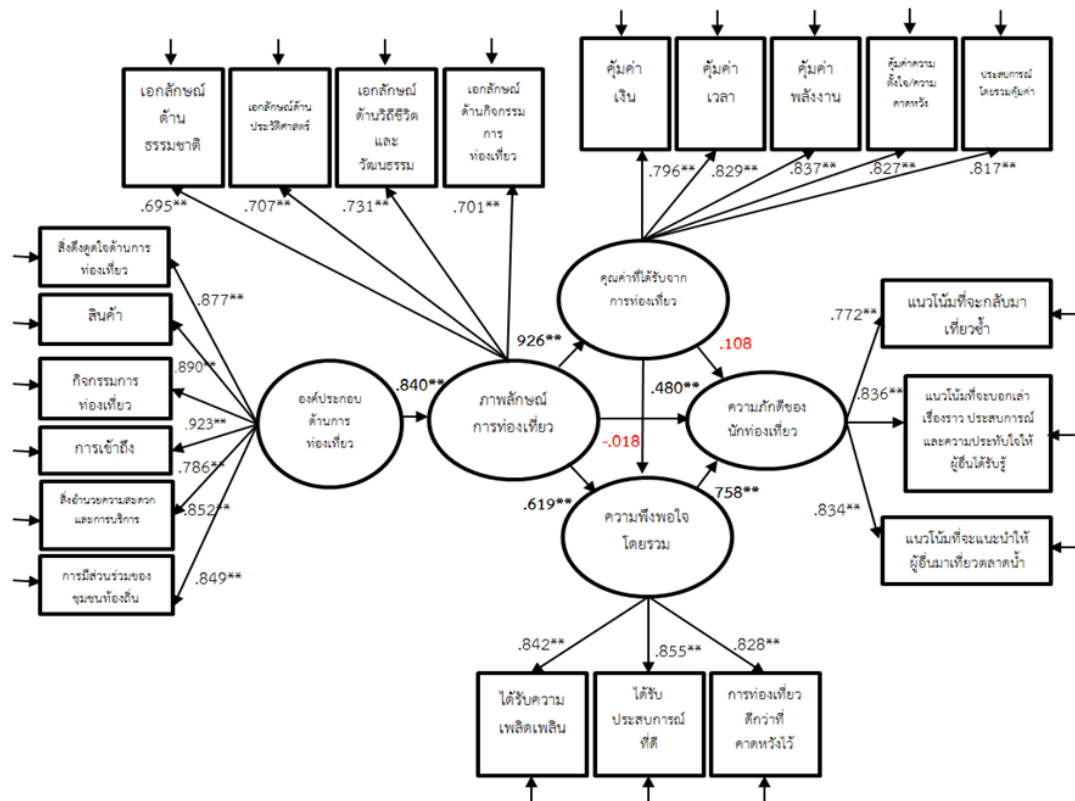 เอกลักษณ์
ด้าน
ธรรมชาติ
เอกลักษณ์ด้าน
ประวัติศาสตร์
เอกลักษณ์
ด้านวิถีชีวิต
และ
วัฒนธรรม
เอกลักษณ์
ด้านกิจกรรม
การ
ท่องเที่ยว
คุ้มค่า
เงิน
คุ้มค่า
เวลา
คุ้มค่า
พลังงาน
คุ้มค่าความ
ตั้งใจ/ความ
คาดหวัง
ประสบการณ์
โดยรวมคุ้มค่า
.695**
.707**
.731**
.701**
.796**
.829**
.837**
.827**
.817**
สิ่งดึงดูดใจด้านการ
ท่องเที่ยว
สินค้า
กิจกรรมการ
ท่องเที่ยว
การเข้าถึง
สิ่งอำนวยความสะดวก
และการบริการ
การมีส่วนร่วมของ
ชุมชนท้องถิ่น
.877**
.890**
.923**
.786**
.852**
.849**
องค์ประกอบ
ด้านการ
ท่องเที่ยว
.840**
ภาพลักษณ์
การท่องเที่ยว
926**
คุณค่าที่ได้รับจาก
การท่องเที่ยว
.108
.480**
-.018
.619**
758**
ความพึงพอใจ
โดยรวม
ความภักดีของ
นักท่องเที่ยว
.772**
.836**
.834**
แนวโน้มที่จะกลับมา
เที่ยวซ้ำ
แนวโน้มที่จะบอกเล่า
เรื่องราว ประสบการณ์
และความประทับใจให้
ผู้อื่นได้รับรู้
แนวโน้มที่จะแนะนำให้
ผู้อื่นมาเที่ยวตลาดน้ำ
.842**
.855**
.828**
ได้รับความ
เพลิดเพลิน
ได้รับ
ประสบการณ์
ที่ดี
การท่องเที่ยว
ดีกว่าที่
คาดหวังไว้